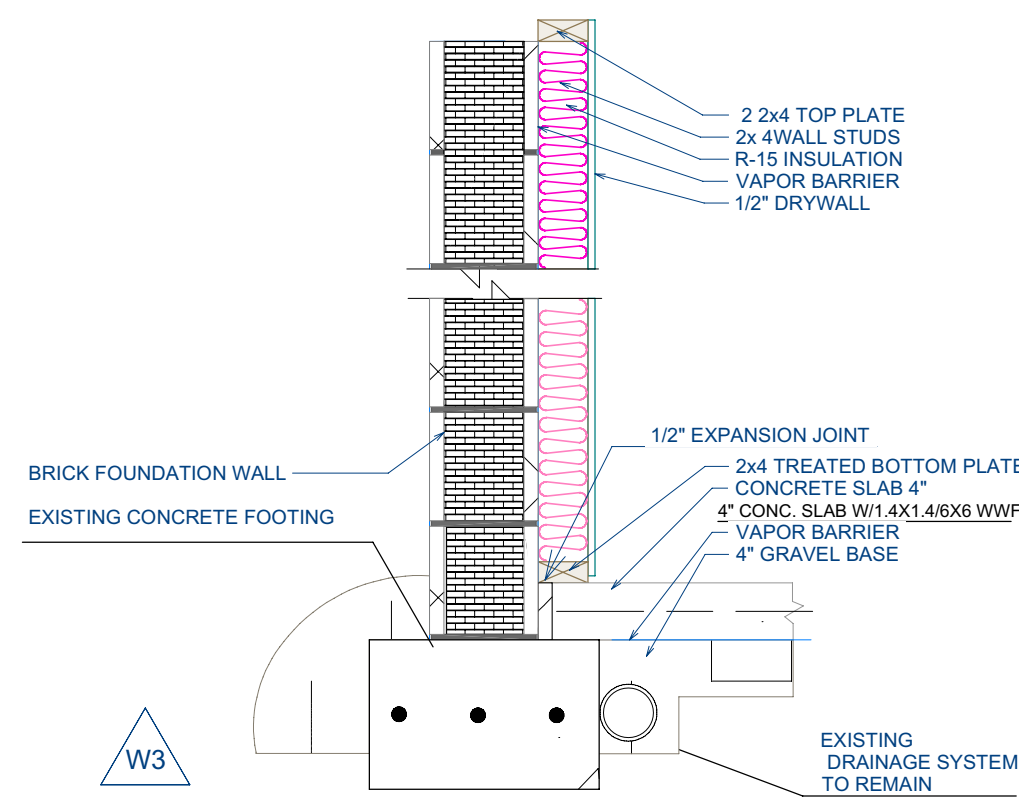 2 2x4 TOP PLATE
2x 4WALL STUDS
R-15 INSULATION
VAPOR BARRIER
1/2" DRYWALL
1/2" EXPANSION JOINT
BRICK FOUNDATION WALL
2x4 TREATED BOTTOM PLATE
CONCRETE SLAB 4"
4" CONC. SLAB W/1.4X1.4/6X6 WWF
EXISTING CONCRETE FOOTING
VAPOR BARRIER
4" GRAVEL BASE
W3
EXISTING
DRAINAGE SYSTEM
TO REMAIN